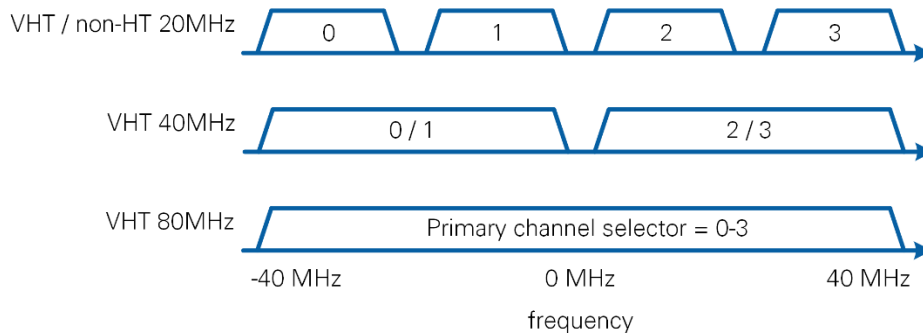 VHT / non-HT 20MHz 0 1 2 3
VHT 40MHz 0 / 1 2 / 3
VHT 80MHz Primary channel selector = 0-3
-40 MHz 0 MHz 40 MHz
frequency